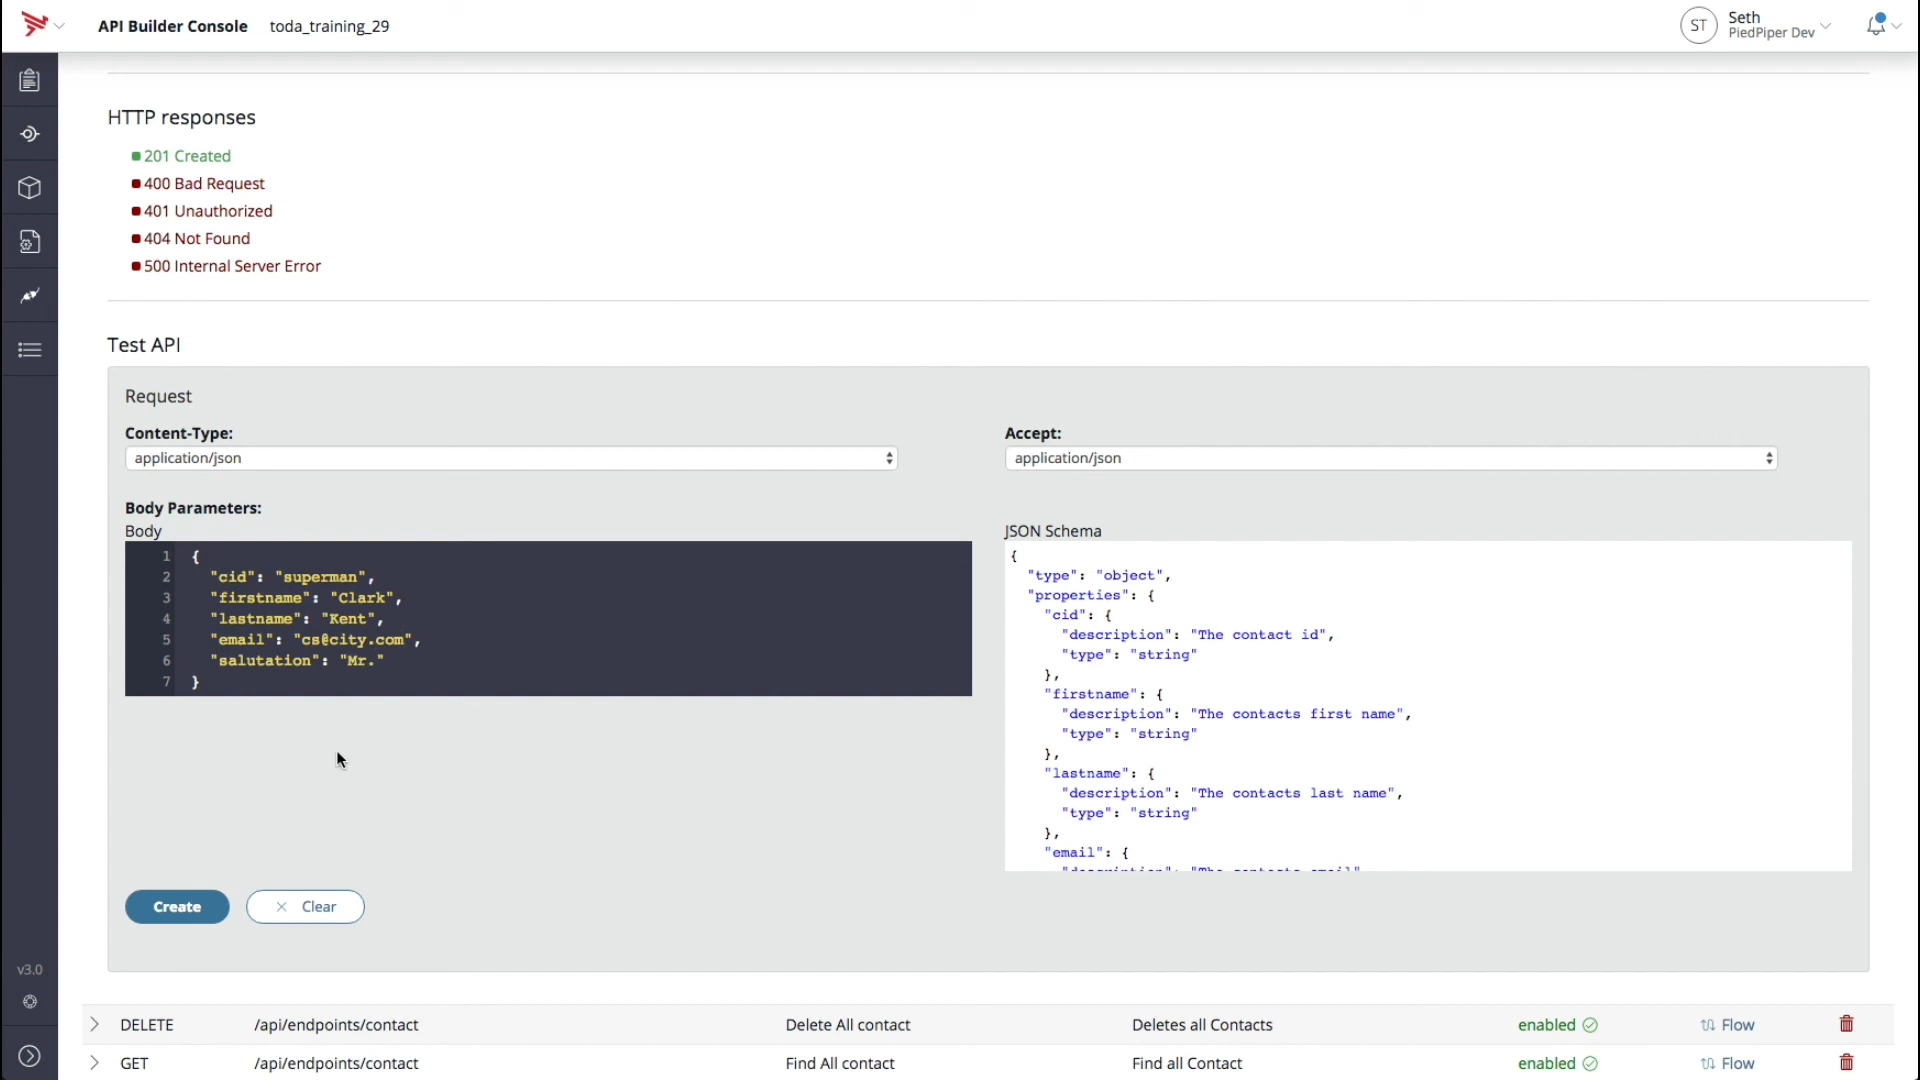 API Builder Console toda_training_29
ST Seth
PiedPiper Dev
HTTP responses
201 Created
400 Bad Request
401 Unauthorized
404 Not Found
500 Internal Server Error
Test API
Request
Content-Type:
application/json
Accept:
application/json
Body Parameters:
Body
1 {
2 "cid": "superman",
3 "firstname": "Clark",
4 "lastname": "Kent",
5 "email": "cs@city.com",
6 "salutation": "Mr."
7 }
JSON Schema
{
"type": "object",
"properties": {
"cid": {
"description": "The contact id",
"type": "string"
},
"firstname": {
"description": "The contacts first name",
"type": "string"
},
"lastname": {
"description": "The contacts last name",
"type": "string"
},
"email": {
"description": "The contacts email"
Create Clear
v3.0
DELETE /api/endpoints/contact Delete All contact Deletes all Contacts enabled Flow
GET /api/endpoints/contact Find All contact Find all Contact enabled Flow